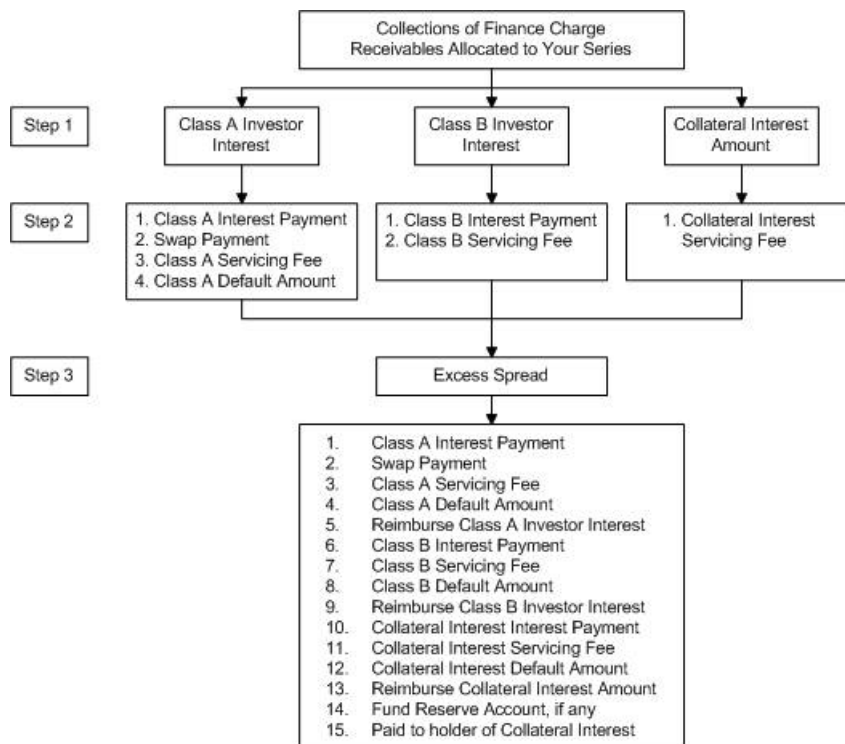 Collections of Finance Charge
Receivables Allocated to Your Series
Step 1
Class A Investor
Interest
Class B Investor
Interest
Collateral Interest
Amount
Step 2
1. Class A Interest Payment
2. Swap Payment
3. Class A Servicing Fee
4. Class A Default Amount
1. Class B Interest Payment
2. Class B Servicing Fee
1. Collateral Interest
Servicing Fee
Step 3
Excess Spread
1. Class A Interest Payment
2. Swap Payment
3. Class A Servicing Fee
4. Class A Default Amount
5. Reimburse Class A Investor Interest
6. Class B Interest Payment
7. Class B Servicing Fee
8. Class B Default Amount
9. Reimburse Class B Investor Interest
10. Collateral Interest Interest Payment
11. Collateral Interest Servicing Fee
12. Collateral Interest Default Amount
13. Reimburse Collateral Interest Amount
14. Fund Reserve Account, if any
15. Paid to holder of Collateral Interest